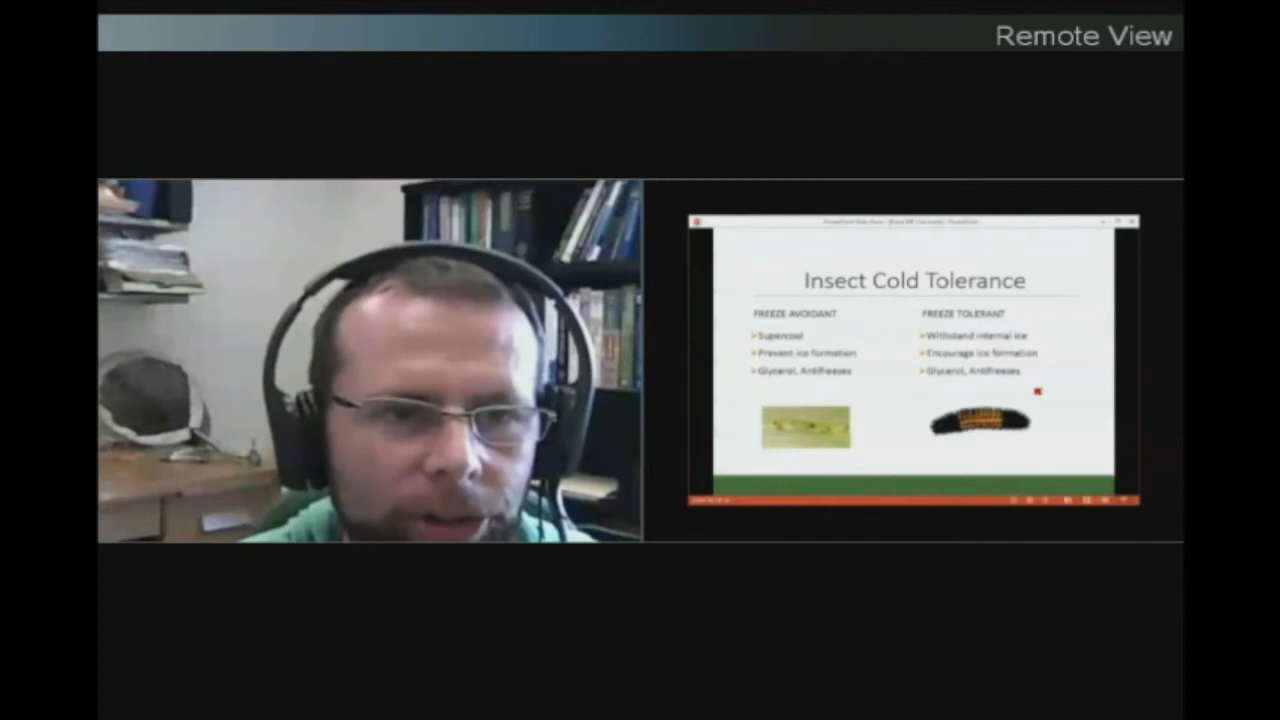 Remote View
Insect Cold Tolerance
FREEZE AVOIDANT
Supercool
Prevent ice formation
Glycerol, Antifreezes
FREEZE TOLERANT
Withstand internal ice
Encourage ice formation
Glycerol, Antifreezes